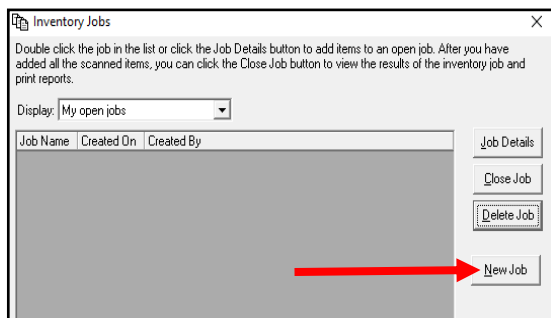 Inventory Jobs
Double click the job in the list or click the Job Details button to add items to an open job. After you have
added all the scanned items, you can click the Close Job button to view the results of the inventory job and
print reports.
Display: My open jobs
Job Name Created On Created By
Job Details
Close Job
Delete Job
New Job